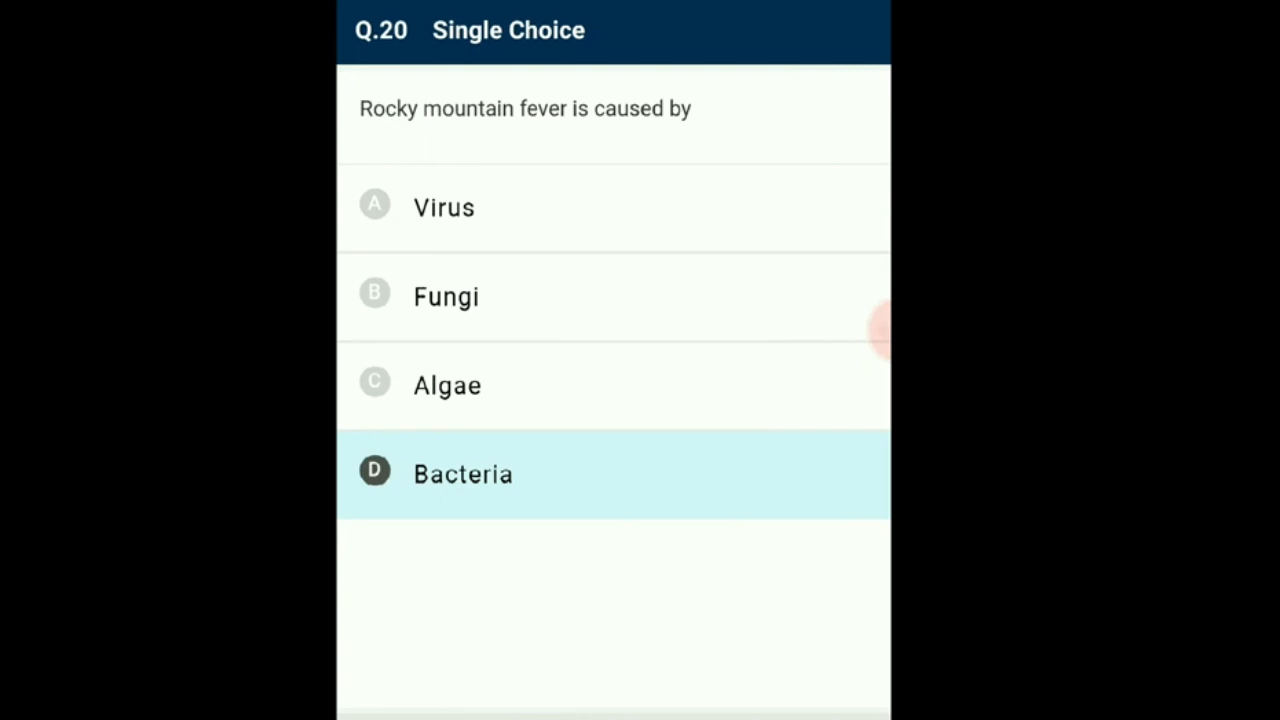 Q.20 Single Choice
Rocky mountain fever is caused by
A Virus
B Fungi
C Algae
D Bacteria